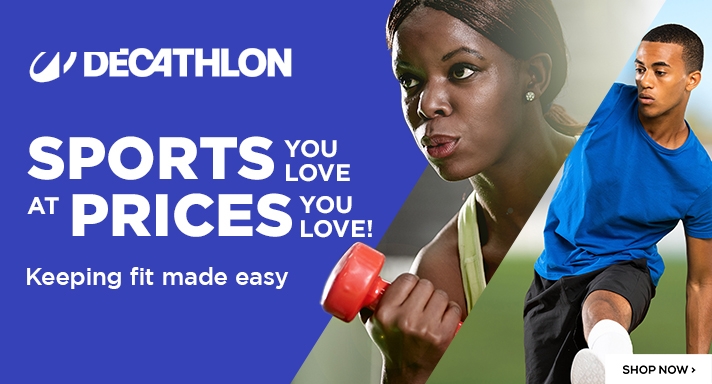 DECATHLON
SPORTS YOU LOVE
AT PRICES YOU LOVE!
Keeping fit made easy
SHOP NOW ›